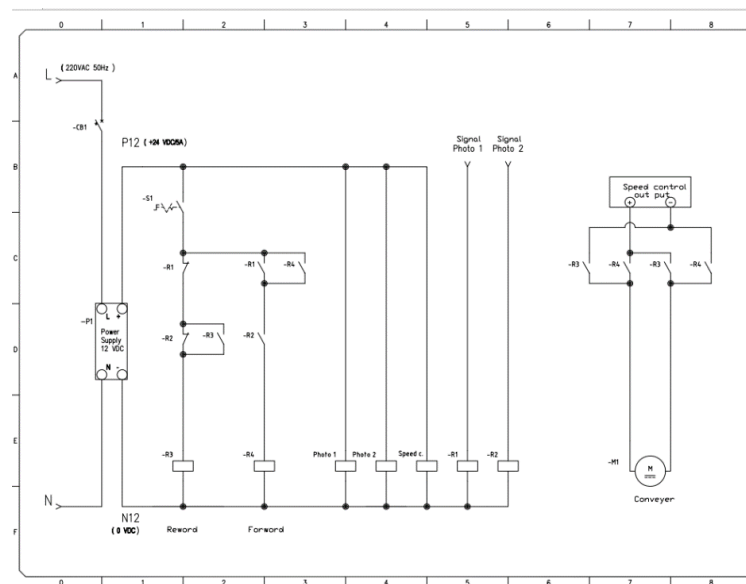 0 1 2 3 4 5 6 7 8
A
L ( 220VAC 50Hz )
-CB1
P12 ( +24 VDC/5A )
Signal
Photo 1
Signal
Photo 2
B
-S1
Speed control
out put
+ -
C
-R1 -R1 -R4 -R3 -R4 -R3 -R4
-P1
L +
Power
Supply
12 VDC
N -
D
-R2 -R3 -R2
E
-R3 -R4 Photo 1 Photo 2 Speed c. -R1 -R2
-M1
M
Conveyer
N
N12
( 0 VDC)
Reword Forword
F
0 1 2 3 4 5 6 7 8